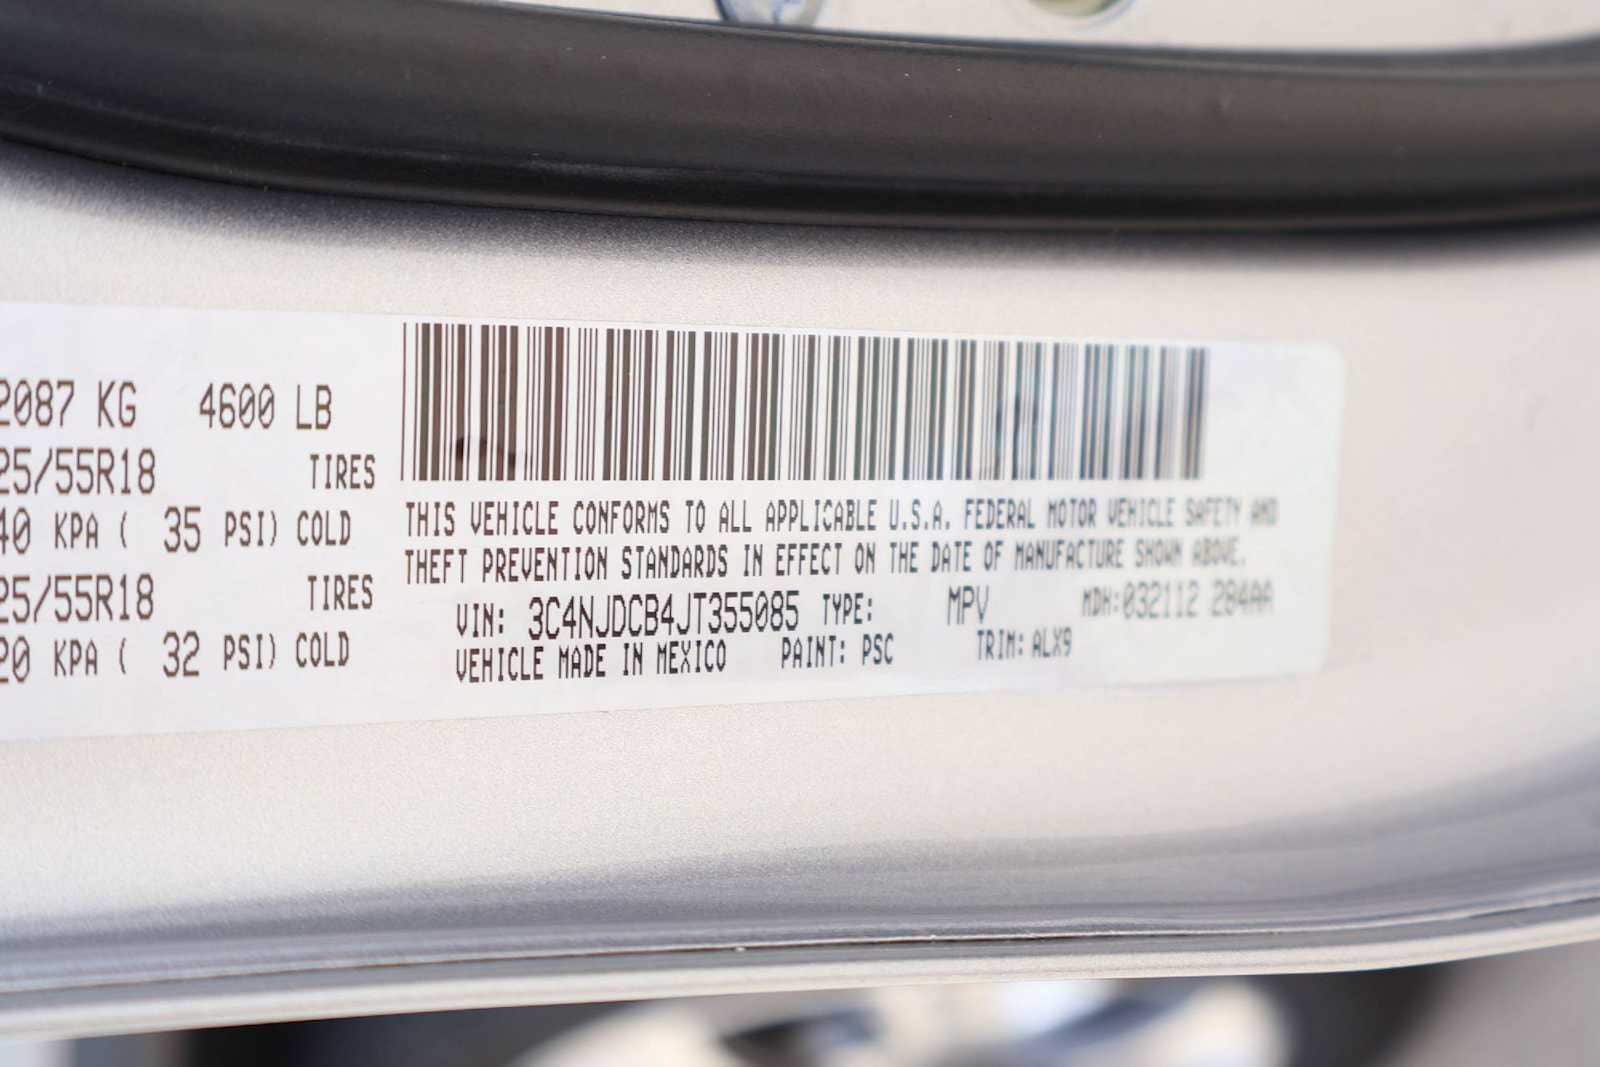 2087 KG 4600 LB
25/55R18 TIRES
40 KPA ( 35 PSI) COLD
25/55R18 TIRES
20 KPA ( 32 PSI) COLD
THIS VEHICLE CONFORMS TO ALL APPLICABLE U.S.A. FEDERAL MOTOR VEHICLE SAFETY AND
THEFT PREVENTION STANDARDS IN EFFECT ON THE DATE OF MANUFACTURE SHOWN ABOVE.
VIN: 3C4NJDCB4JT355085 TYPE: MPV MDH:032112 284AA
VEHICLE MADE IN MEXICO PAINT: PSC TRIM: ALX9